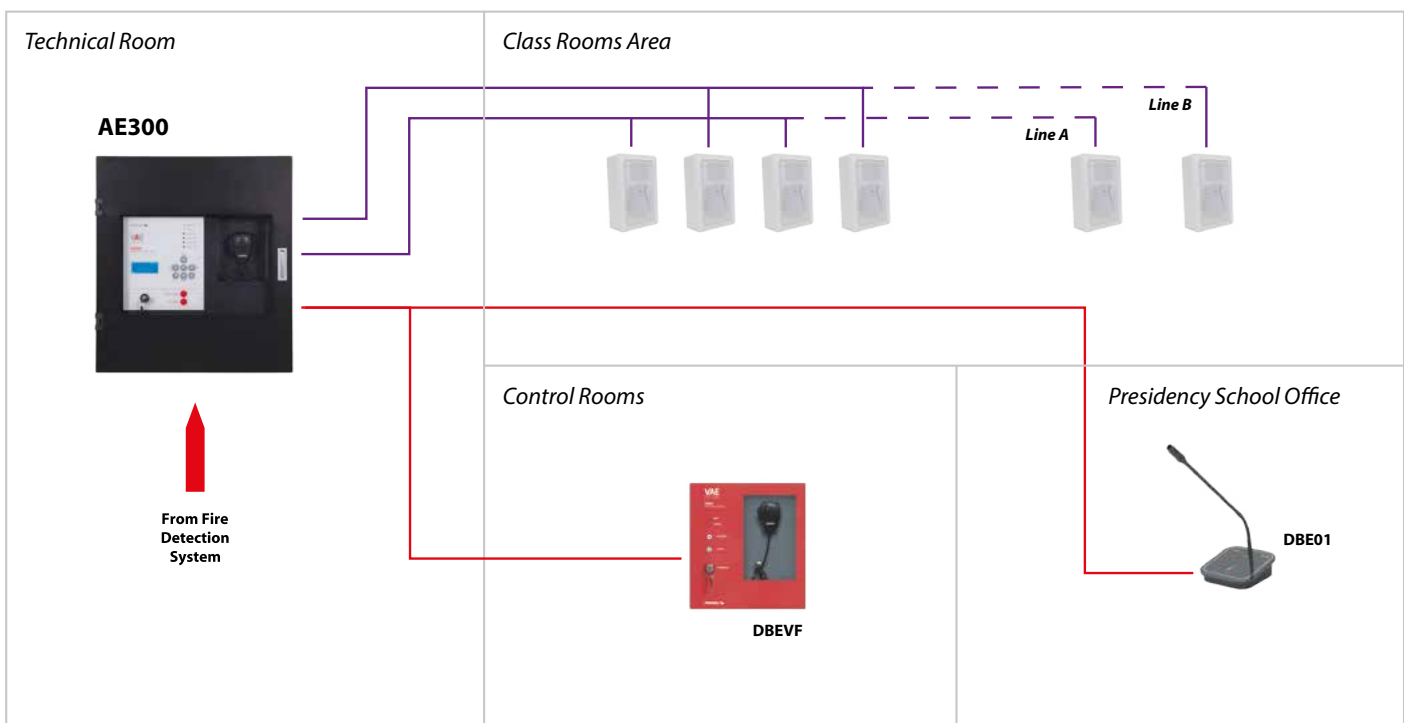 Technical Room
Class Rooms Area
AE300
Line B
Line A
Control Rooms
Presidency School Office
From Fire
Detection
System
VAE
DBE01
DBEVF